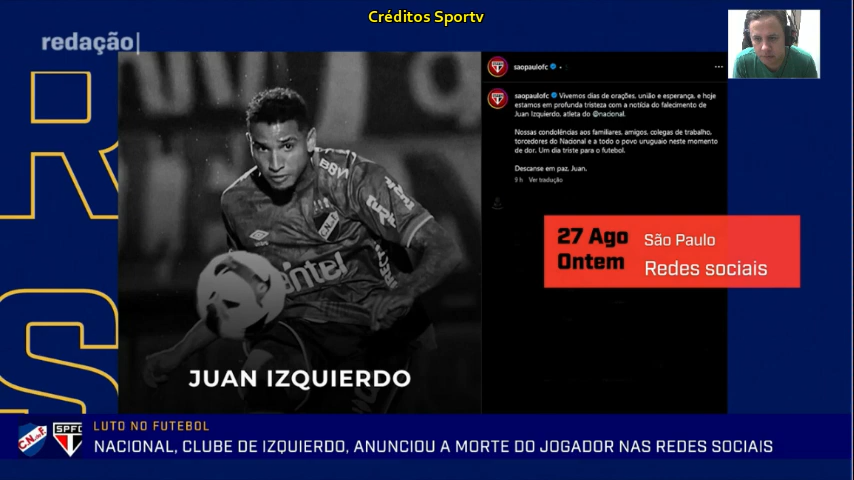 Créditos Sportv
redação|
saopaulofc
saopaulofc Vivemos dias de orações, união e esperança, e hoje
estamos em profunda tristeza com a notícia do falecimento de
Juan Izquierdo, atleta do @nacional.
Nossas condolências aos familiares, amigos, colegas de trabalho,
torcedores do Nacional e a todo o povo uruguaio neste momento
de dor. Um dia triste para o futebol.
Descanse em paz, Juan.
9 h Ver tradução
27 Ago
Ontem
São Paulo
Redes sociais
R
S
JUAN IZQUIERDO
LUTO NO FUTEBOL
NACIONAL, CLUBE DE IZQUIERDO, ANUNCIOU A MORTE DO JOGADOR NAS REDES SOCIAIS
SPFC